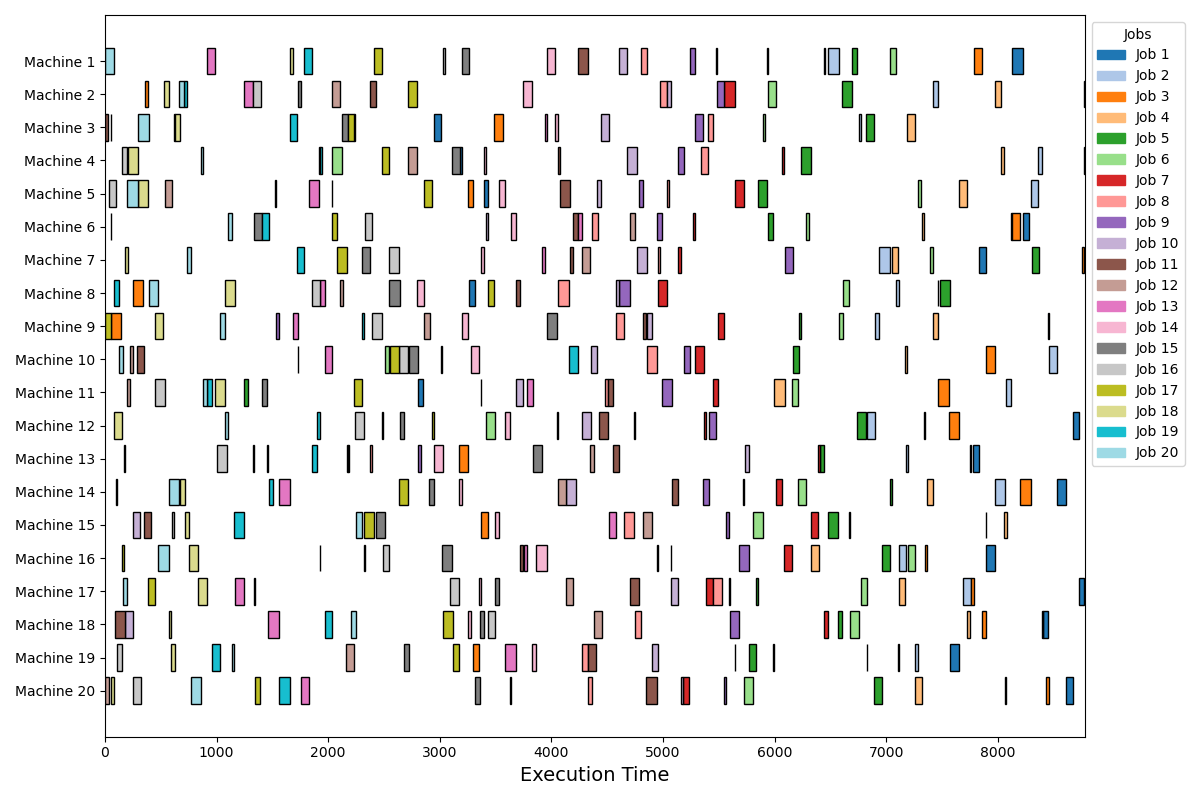 Machine 1
Machine 2
Machine 3
Machine 4
Machine 5
Machine 6
Machine 7
Machine 8
Machine 9
Machine 10
Machine 11
Machine 12
Machine 13
Machine 14
Machine 15
Machine 16
Machine 17
Machine 18
Machine 19
Machine 20
0 1000 2000 3000 4000 5000 6000 7000 8000
Execution Time
Jobs
Job 1
Job 2
Job 3
Job 4
Job 5
Job 6
Job 7
Job 8
Job 9
Job 10
Job 11
Job 12
Job 13
Job 14
Job 15
Job 16
Job 17
Job 18
Job 19
Job 20